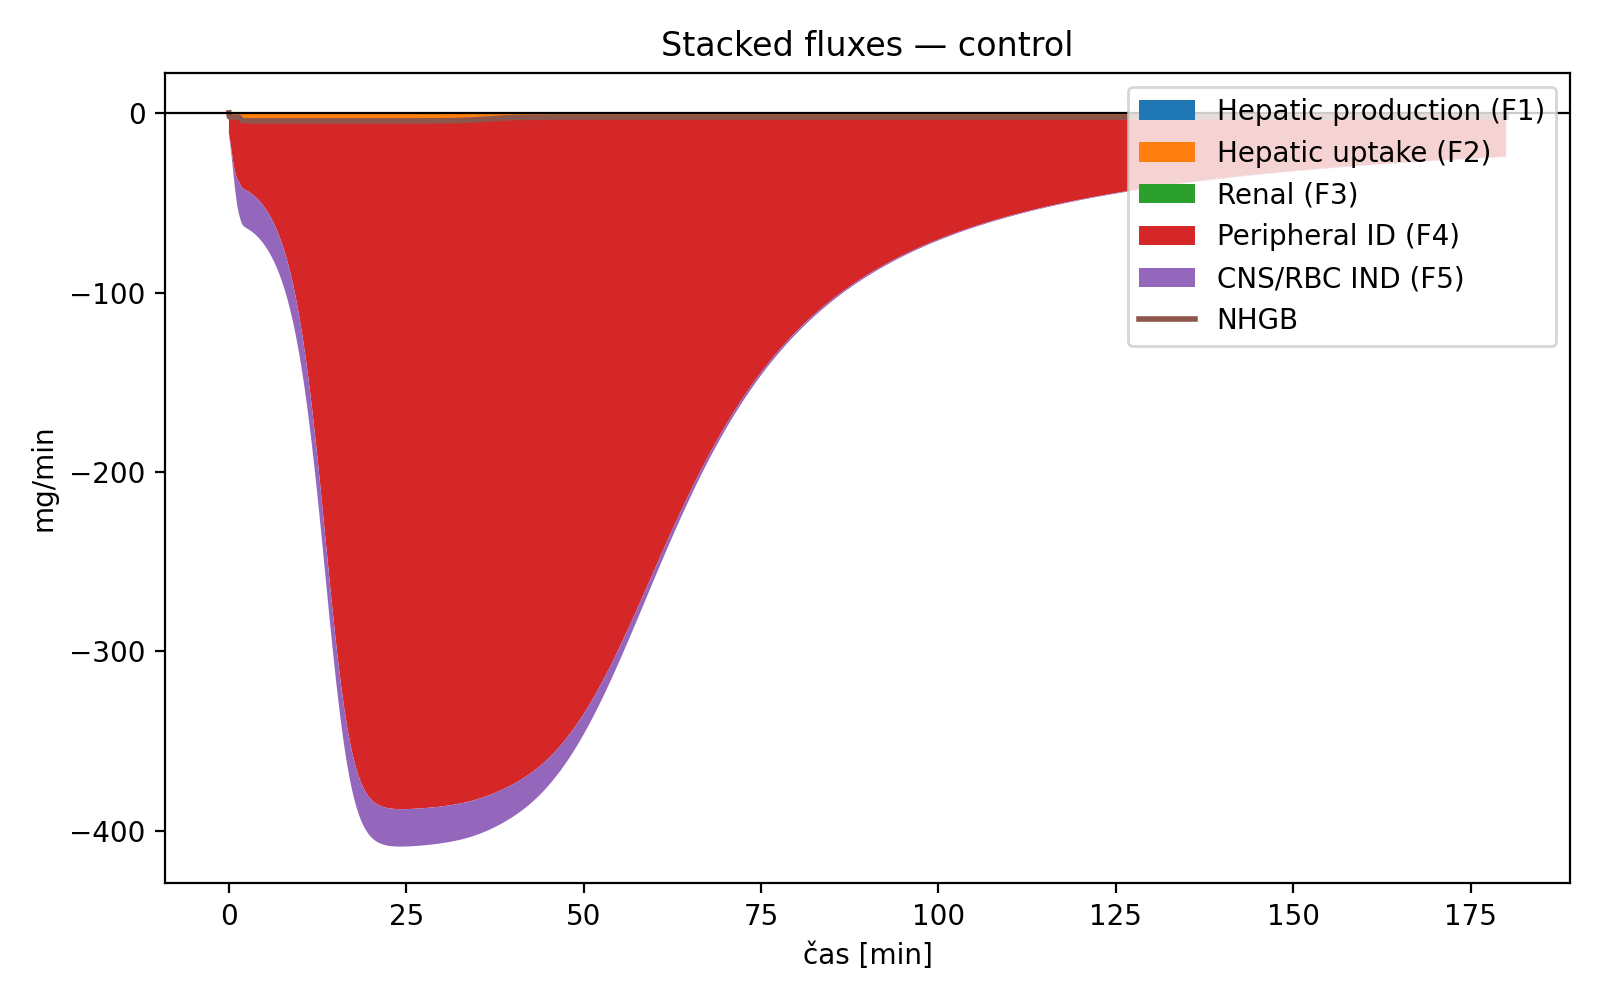 Stacked fluxes — control
Hepatic production (F1)
Hepatic uptake (F2)
Renal (F3)
Peripheral ID (F4)
CNS/RBC IND (F5)
NHGB
mg/min
0
−100
−200
−300
−400
0 25 50 75 100 125 150 175
čas [min]